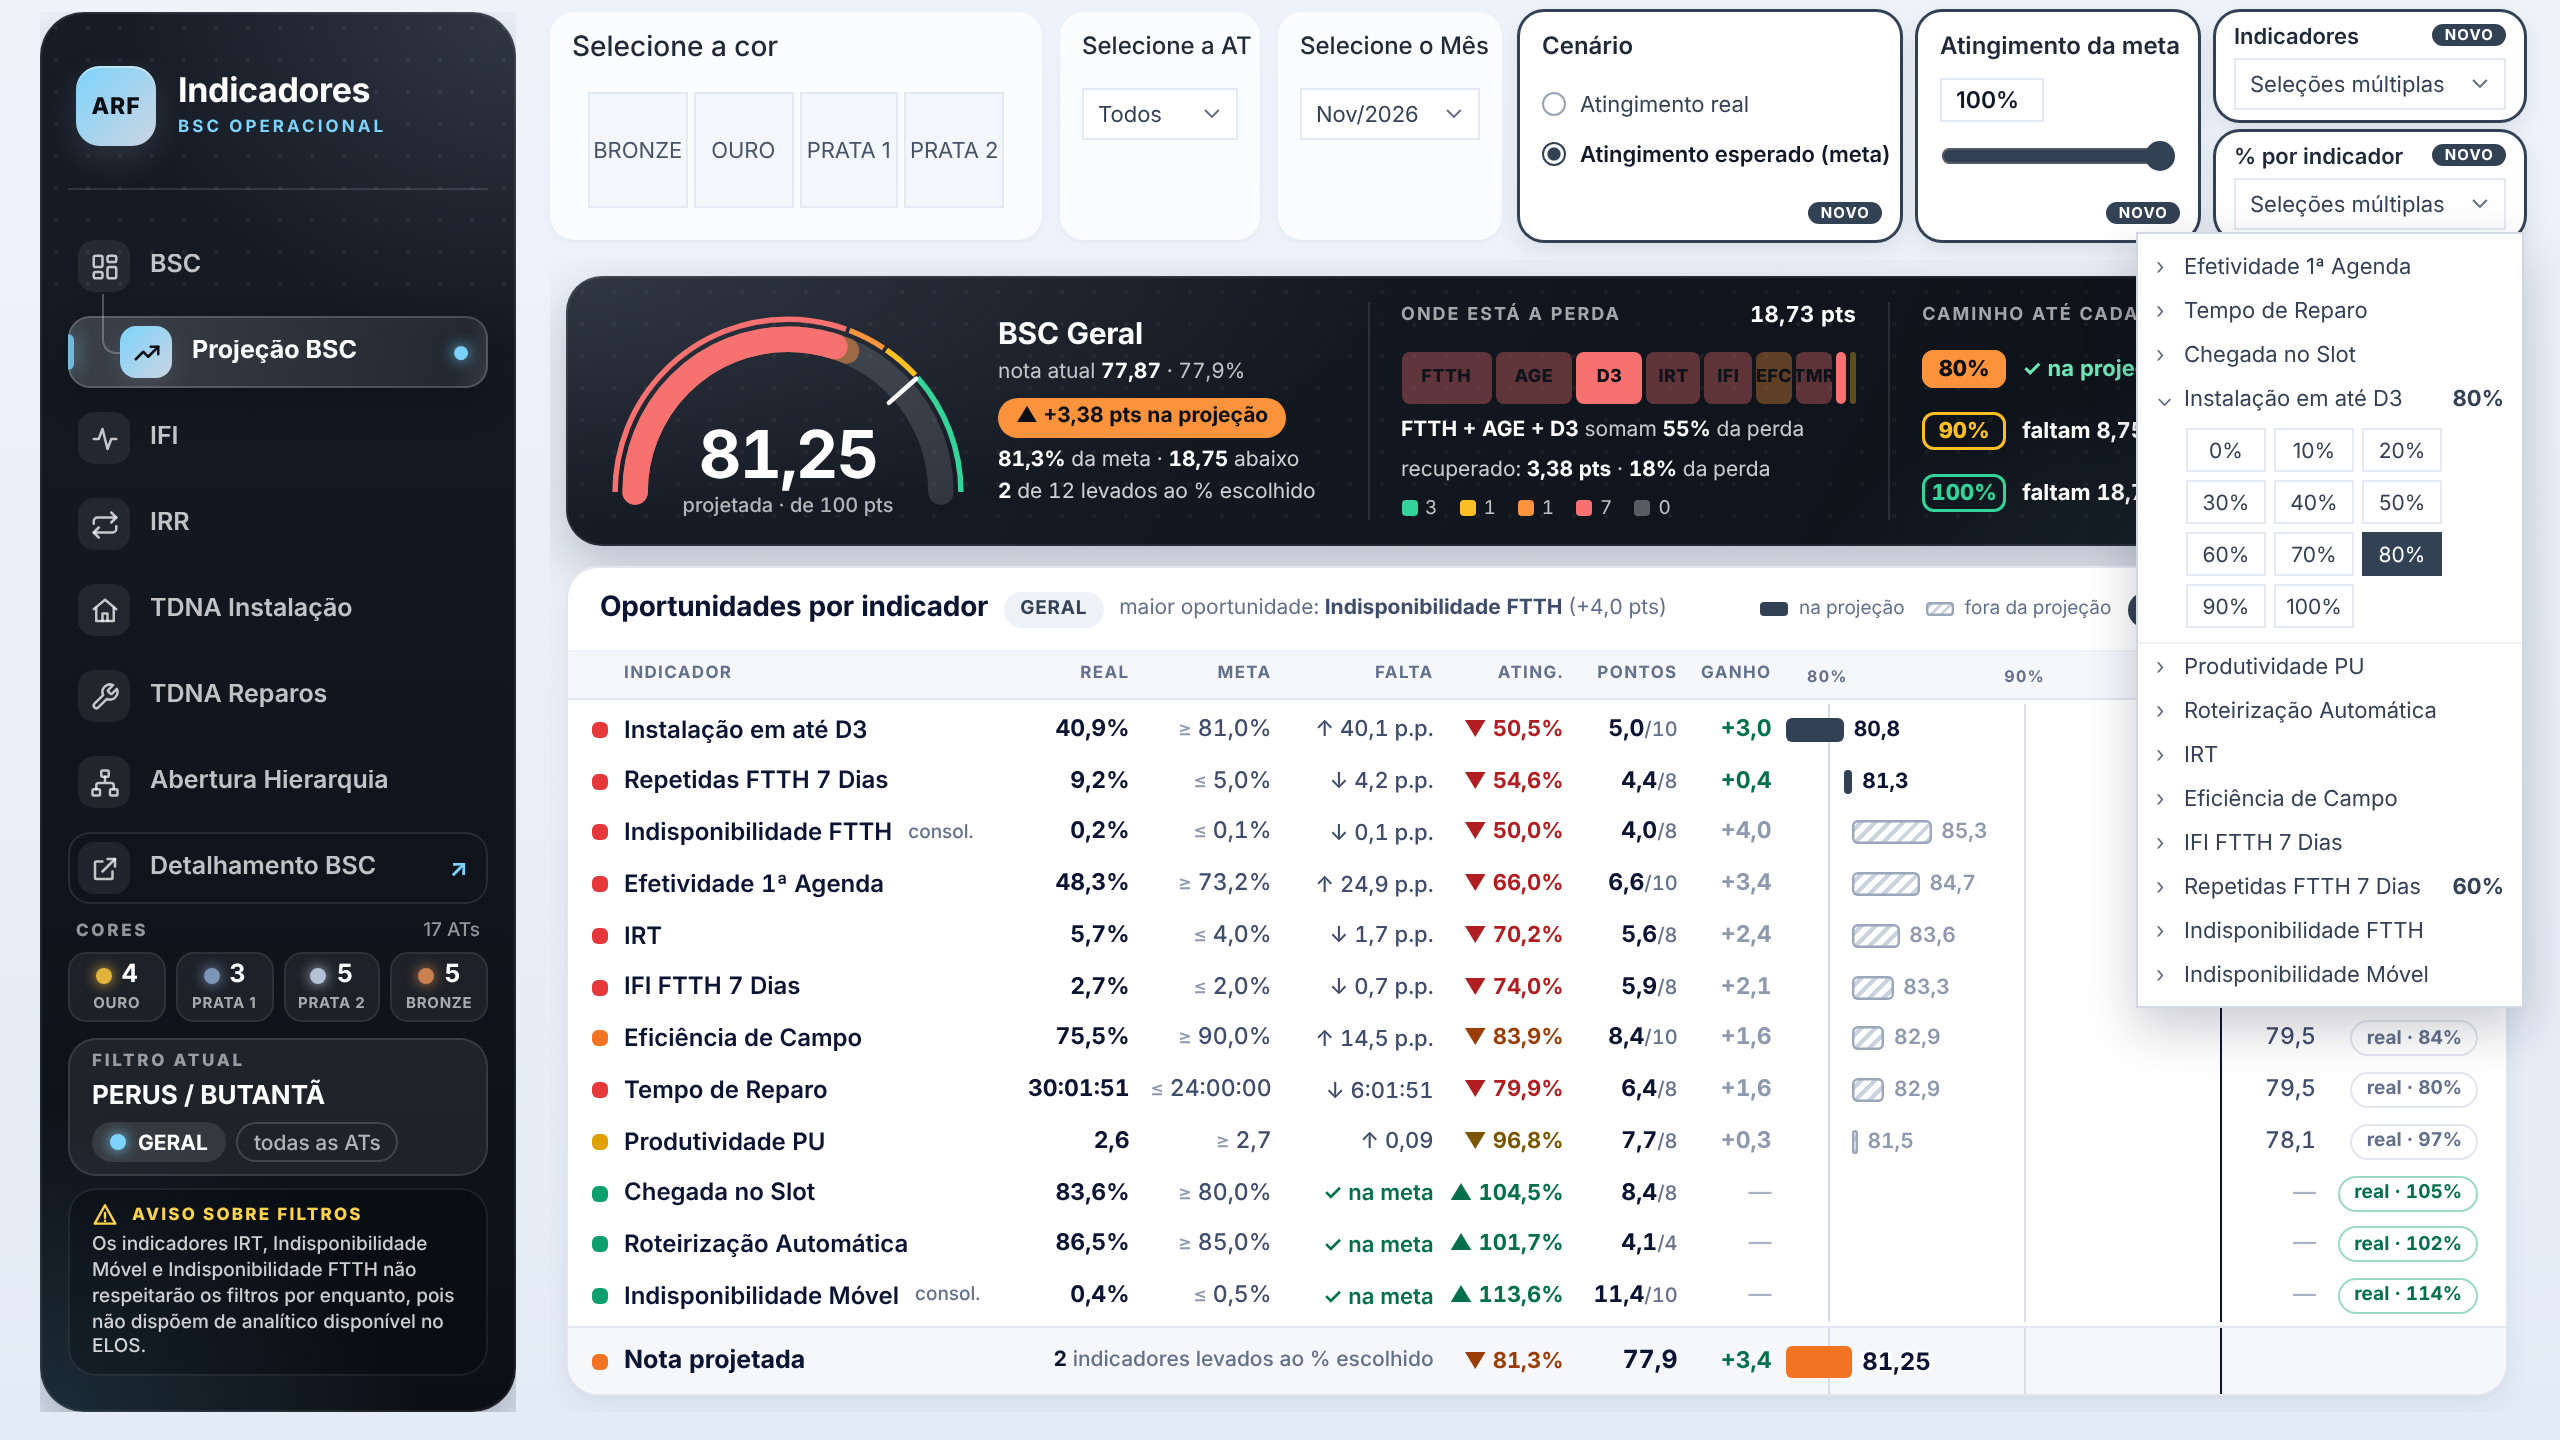 ARF
Indicadores
BSC OPERACIONAL
BSC
Projeção BSC
IFI
IRR
TDNA Instalação
TDNA Reparos
Abertura Hierarquia
Detalhamento BSC
CORES 17 ATs
4 OURO
3 PRATA 1
5 PRATA 2
5 BRONZE
FILTRO ATUAL
PERUS / BUTANTÃ
GERAL todas as ATs
AVISO SOBRE FILTROS
Os indicadores IRT, Indisponibilidade
Móvel e Indisponibilidade FTTH não
respeitarão os filtros por enquanto, pois
não dispõem de analítico disponível no
ELOS.
Selecione a cor
BRONZE OURO PRATA 1 PRATA 2
Selecione a AT
Todos
Selecione o Mês
Nov/2026
Cenário
Atingimento real
Atingimento esperado (meta)
NOVO
Atingimento da meta
100%
NOVO
Indicadores NOVO
Seleções múltiplas
% por indicador NOVO
Seleções múltiplas
81,25
projetada · de 100 pts
BSC Geral
nota atual 77,87 · 77,9%
▲ +3,38 pts na projeção
81,3% da meta · 18,75 abaixo
2 de 12 levados ao % escolhido
ONDE ESTÁ A PERDA 18,73 pts
FTTH AGE D3 IRT IFI EFC TMR
FTTH + AGE + D3 somam 55% da perda
recuperado: 3,38 pts · 18% da perda
3 1 1 7 0
CAMINHO ATÉ CADA
80% ✓ na proje
90% faltam 8,75
100% faltam 18,7
› Efetividade 1ª Agenda
› Tempo de Reparo
› Chegada no Slot
Instalação em até D3 80%
0% 10% 20%
30% 40% 50%
60% 70% 80%
90% 100%
› Produtividade PU
› Roteirização Automática
› IRT
› Eficiência de Campo
› IFI FTTH 7 Dias
› Repetidas FTTH 7 Dias 60%
› Indisponibilidade FTTH
› Indisponibilidade Móvel
Oportunidades por indicador GERAL maior oportunidade: Indisponibilidade FTTH (+4,0 pts) na projeção fora da projeção
INDICADOR REAL META FALTA ATING. PONTOS GANHO 80% 90%
Instalação em até D3 40,9% ≥ 81,0% ↑ 40,1 p.p. ▼ 50,5% 5,0/10 +3,0 80,8
Repetidas FTTH 7 Dias 9,2% ≤ 5,0% ↓ 4,2 p.p. ▼ 54,6% 4,4/8 +0,4 81,3
Indisponibilidade FTTH consol. 0,2% ≤ 0,1% ↓ 0,1 p.p. ▼ 50,0% 4,0/8 +4,0 85,3
Efetividade 1ª Agenda 48,3% ≥ 73,2% ↑ 24,9 p.p. ▼ 66,0% 6,6/10 +3,4 84,7
IRT 5,7% ≤ 4,0% ↓ 1,7 p.p. ▼ 70,2% 5,6/8 +2,4 83,6
IFI FTTH 7 Dias 2,7% ≤ 2,0% ↓ 0,7 p.p. ▼ 74,0% 5,9/8 +2,1 83,3
Eficiência de Campo 75,5% ≥ 90,0% ↑ 14,5 p.p. ▼ 83,9% 8,4/10 +1,6 82,9 79,5 real · 84%
Tempo de Reparo 30:01:51 ≤ 24:00:00 ↓ 6:01:51 ▼ 79,9% 6,4/8 +1,6 82,9 79,5 real · 80%
Produtividade PU 2,6 ≥ 2,7 ↑ 0,09 ▼ 96,8% 7,7/8 +0,3 81,5 78,1 real · 97%
Chegada no Slot 83,6% ≥ 80,0% ✓ na meta ▲ 104,5% 8,4/8 — — real · 105%
Roteirização Automática 86,5% ≥ 85,0% ✓ na meta ▲ 101,7% 4,1/4 — — real · 102%
Indisponibilidade Móvel consol. 0,4% ≤ 0,5% ✓ na meta ▲ 113,6% 11,4/10 — — real · 114%
Nota projetada 2 indicadores levados ao % escolhido ▼ 81,3% 77,9 +3,4 81,25